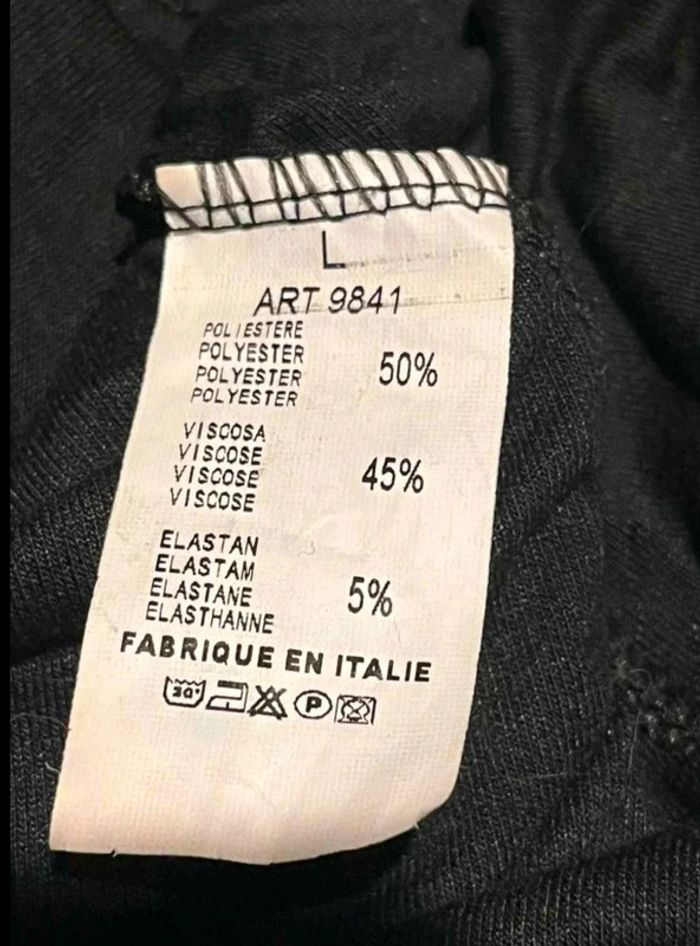 L
ART 9841
POLIESTERE
POLYESTER
POLYESTER 50%
POLYESTER
VISCOSA
VISCOSE
VISCOSE 45%
VISCOSE
ELASTAN
ELASTAM
ELASTANE 5%
ELASTHANNE
FABRIQUE EN ITALIE
30° P